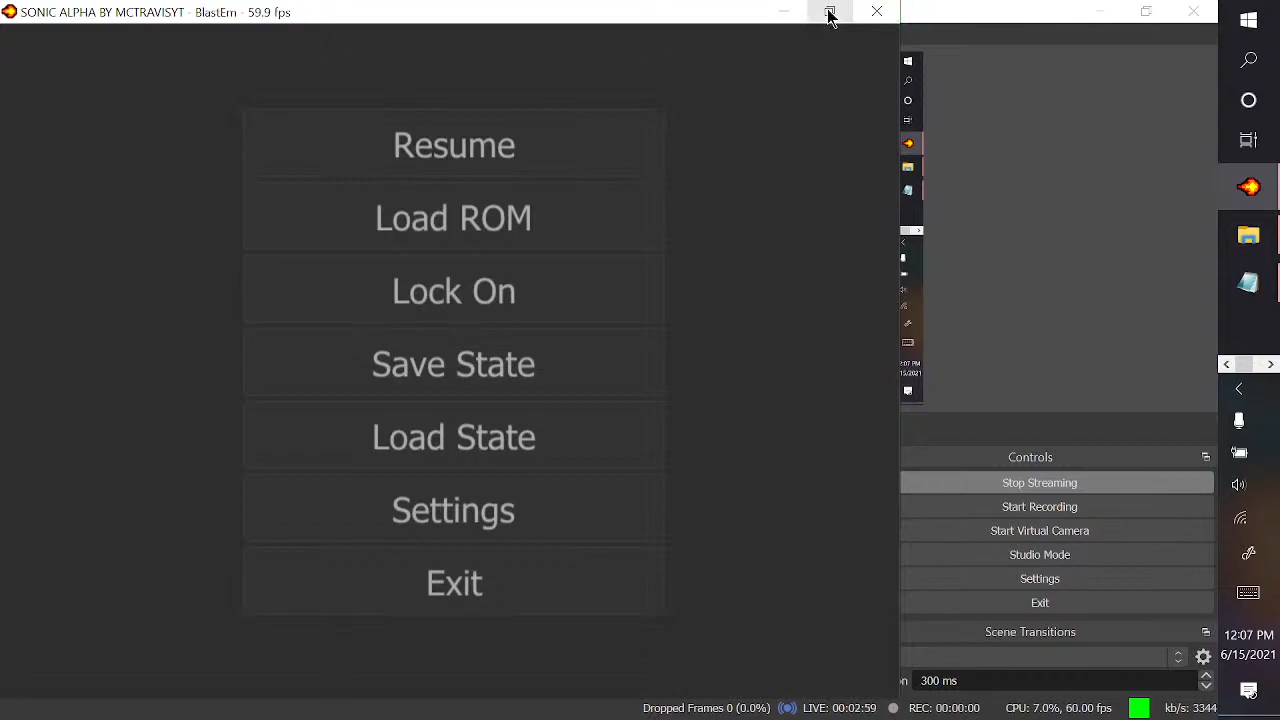 SONIC ALPHA BY MCTRAVISYT - BlastEm - 59.9 fps
Resume
Load ROM
Lock On
Save State
Load State
Settings
Exit
Controls
Stop Streaming
Start Recording
Start Virtual Camera
Studio Mode
Settings
Exit
Scene Transitions
on
300 ms
Dropped Frames 0 (0.0%)
LIVE: 00:02:59
REC: 00:00:00
CPU: 7.0%, 60.00 fps
kb/s: 3344
12:07 PM
6/15/2021